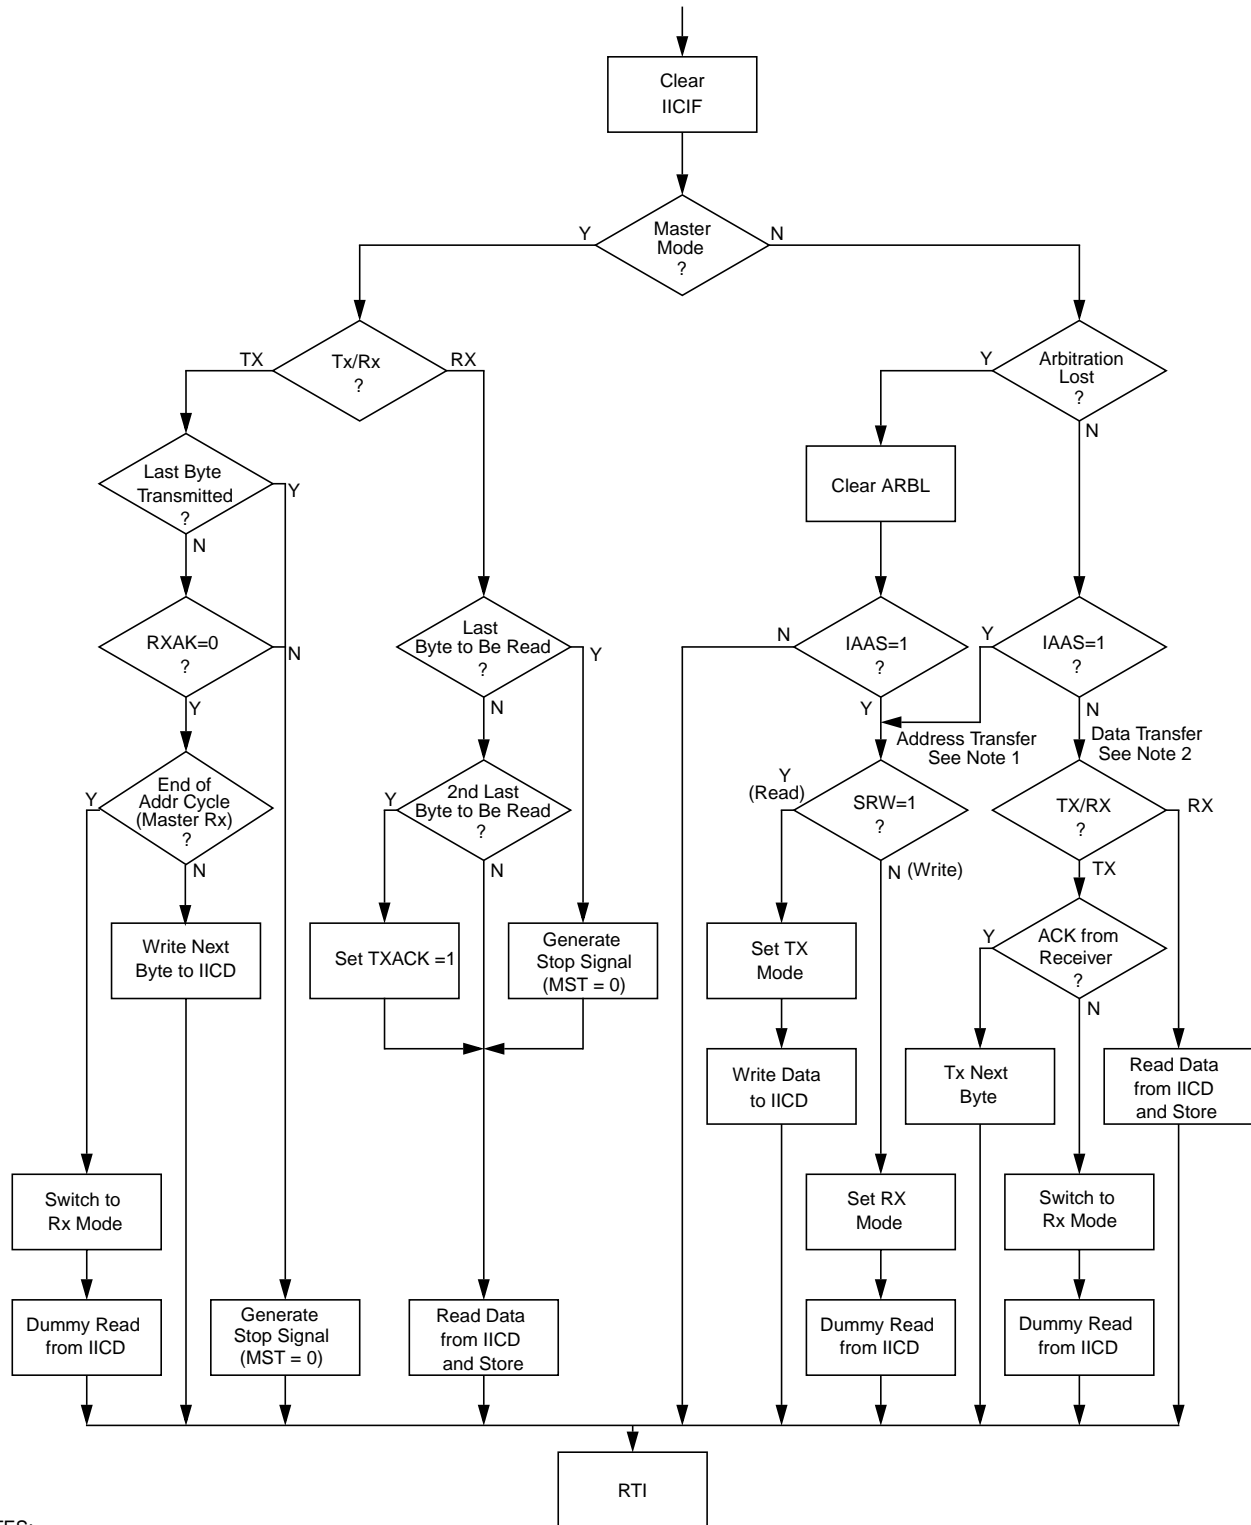 Clear
IICIF
Master
Mode
?
Y
N
Tx/Rx
?
TX
RX
Arbitration
Lost
?
Y
N
Last Byte
Transmitted
?
Y
N
Clear ARBL
RXAK=0
?
N
Y
Last
Byte to Be Read
?
Y
N
IAAS=1
?
N
Y
IAAS=1
?
Y
N
Address Transfer
See Note 1
Data Transfer
See Note 2
End of
Addr Cycle
(Master Rx)
?
Y
N
2nd Last
Byte to Be Read
?
Y
N
SRW=1
?
Y
(Read)
N (Write)
TX/RX
?
RX
TX
Write Next
Byte to IICD
Set TXACK =1
Generate
Stop Signal
(MST = 0)
Set TX
Mode
ACK from
Receiver
?
Y
N
Write Data
to IICD
Tx Next
Byte
Read Data
from IICD
and Store
Switch to
Rx Mode
Set RX
Mode
Switch to
Rx Mode
Dummy Read
from IICD
Generate
Stop Signal
(MST = 0)
Read Data
from IICD
and Store
Dummy Read
from IICD
Dummy Read
from IICD
RTI